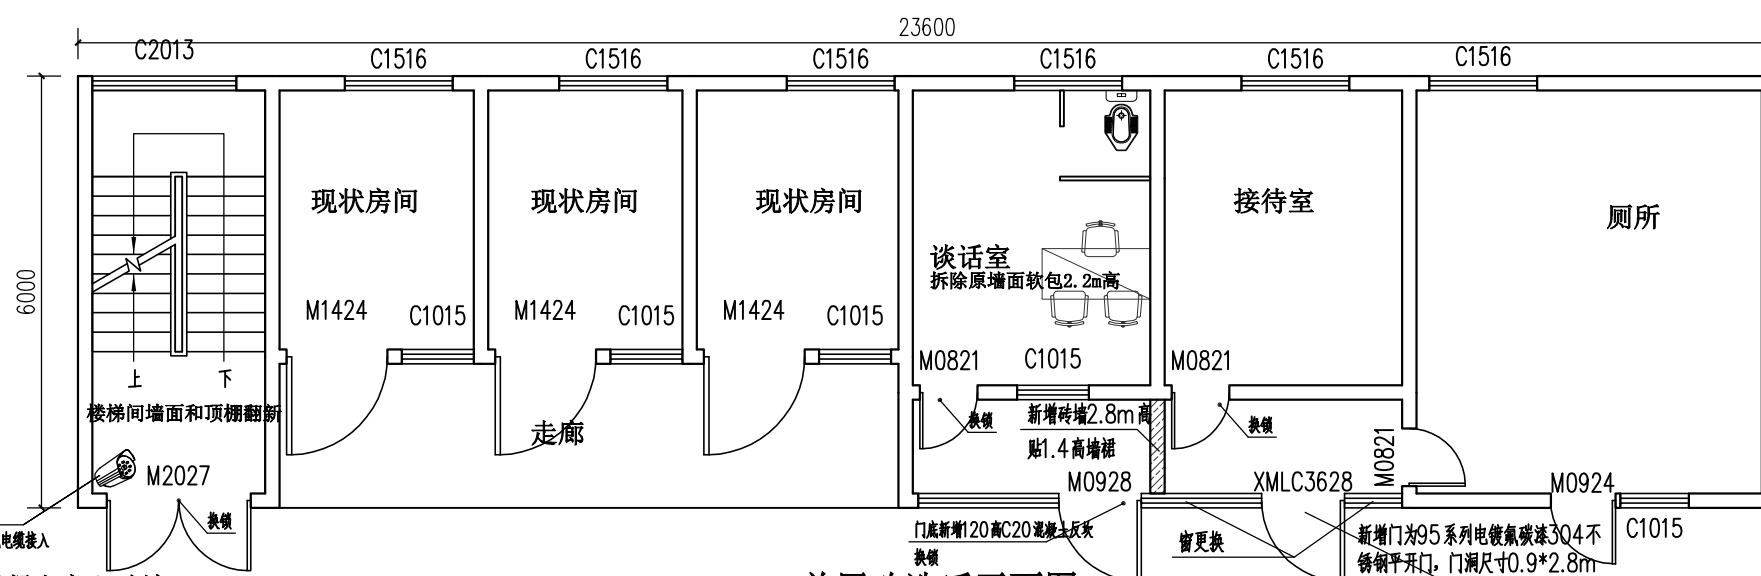 23600
C2013
C1516
C1516
C1516
C1516
C1516
C1516
6000
现状房间
现状房间
现状房间
接待室
厕所
谈话室
拆除原墙面软包2.2m高
M1424
C1015
M1424
C1015
M1424
C1015
M0821
C1015
M0821
上
下
楼梯间墙面和顶棚翻新
走廊
换锁
新增砖墙2.8m高
贴1.4高墙裙
换锁
M0821
M2027
M0928
XMLC3628
M0924
换锁
电缆接入
门底新增120高C20混凝土反坎
换锁
窗更换
新增门为95系列电镀氟碳漆304不
锈钢平开门，门洞尺寸0.9*2.8m
C1015